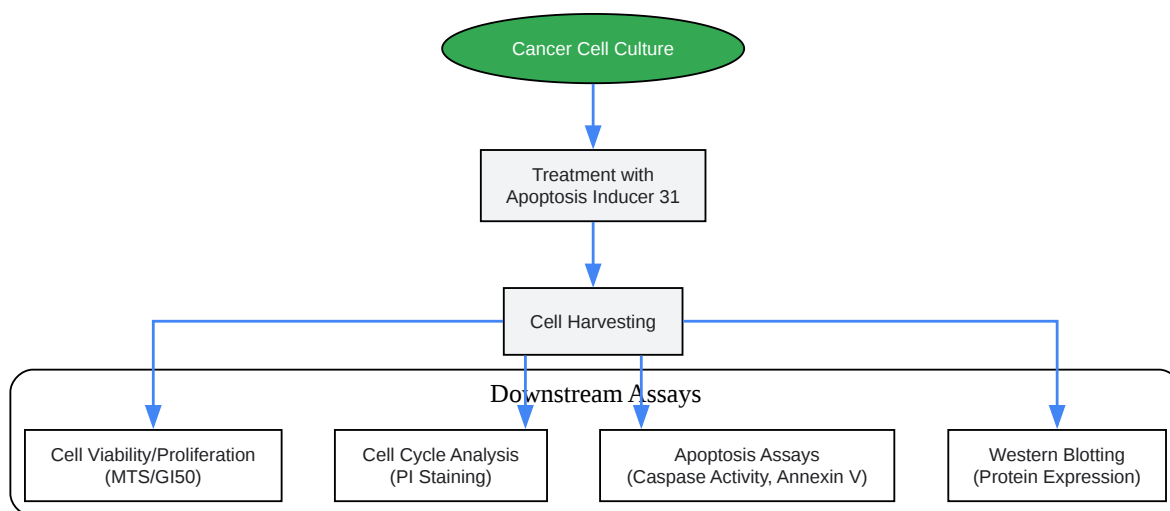 Cancer Cell Culture
Treatment with
Apoptosis Inducer 31
Cell Harvesting
Downstream Assays
Cell Viability/Proliferation
(MTS/GI50)
Cell Cycle Analysis
(PI Staining)
Apoptosis Assays
(Caspase Activity, Annexin V)
Western Blotting
(Protein Expression)